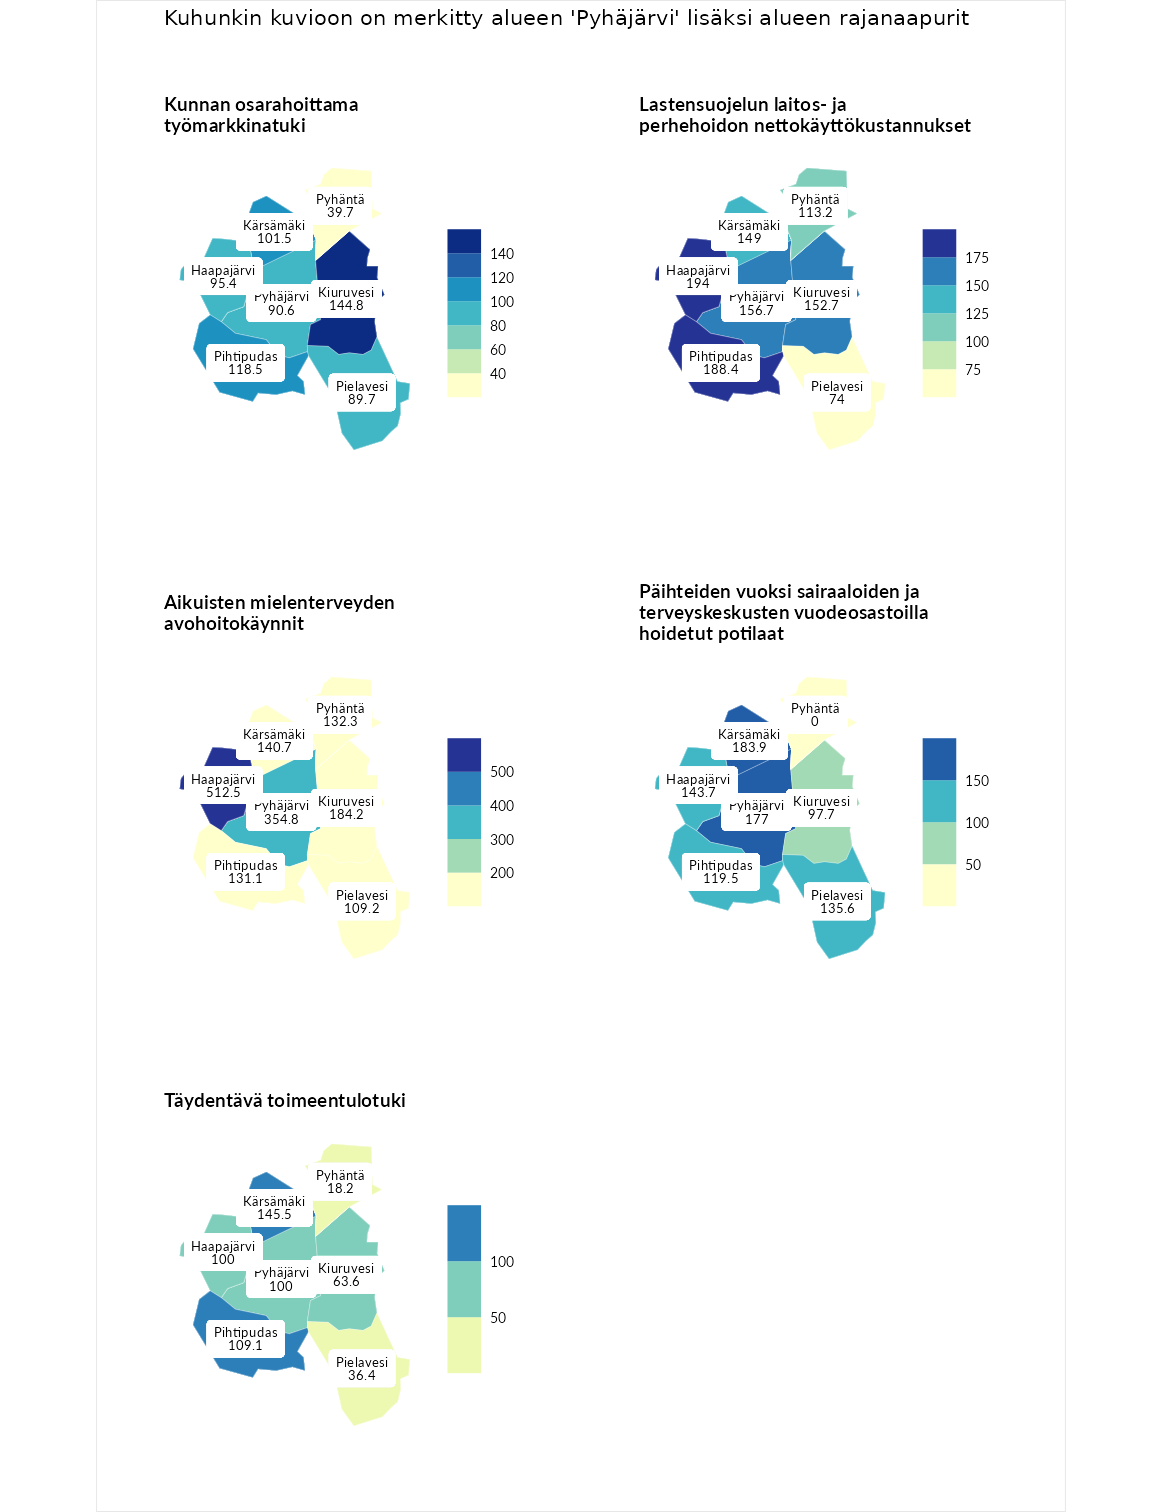 Kuhunkin kuvioon on merkitty alueen 'Pyhäjärvi' lisäksi alueen rajanaapurit
Kunnan osarahoittama
työmarkkinatuki
Pyhäntä
39.7
Kärsämäki
101.5
Haapajärvi
95.4
Pyhäjärvi
90.6
Kiuruvesi
144.8
Pihtipudas
118.5
Pielavesi
89.7
140
120
100
80
60
40
Lastensuojelun laitos- ja
perhehoidon nettokäyttökustannukset
Pyhäntä
113.2
Kärsämäki
149
Haapajärvi
194
Pyhäjärvi
156.7
Kiuruvesi
152.7
Pihtipudas
188.4
Pielavesi
74
175
150
125
100
75
Aikuisten mielenterveyden
avohoitokäynnit
Pyhäntä
132.3
Kärsämäki
140.7
Haapajärvi
512.5
Pyhäjärvi
354.8
Kiuruvesi
184.2
Pihtipudas
131.1
Pielavesi
109.2
500
400
300
200
Päihteiden vuoksi sairaaloiden ja
terveyskeskusten vuodeosastoilla
hoidetut potilaat
Pyhäntä
0
Kärsämäki
183.9
Haapajärvi
143.7
Pyhäjärvi
177
Kiuruvesi
97.7
Pihtipudas
119.5
Pielavesi
135.6
150
100
50
Täydentävä toimeentulotuki
Pyhäntä
18.2
Kärsämäki
145.5
Haapajärvi
100
Pyhäjärvi
100
Kiuruvesi
63.6
Pihtipudas
109.1
Pielavesi
36.4
100
50